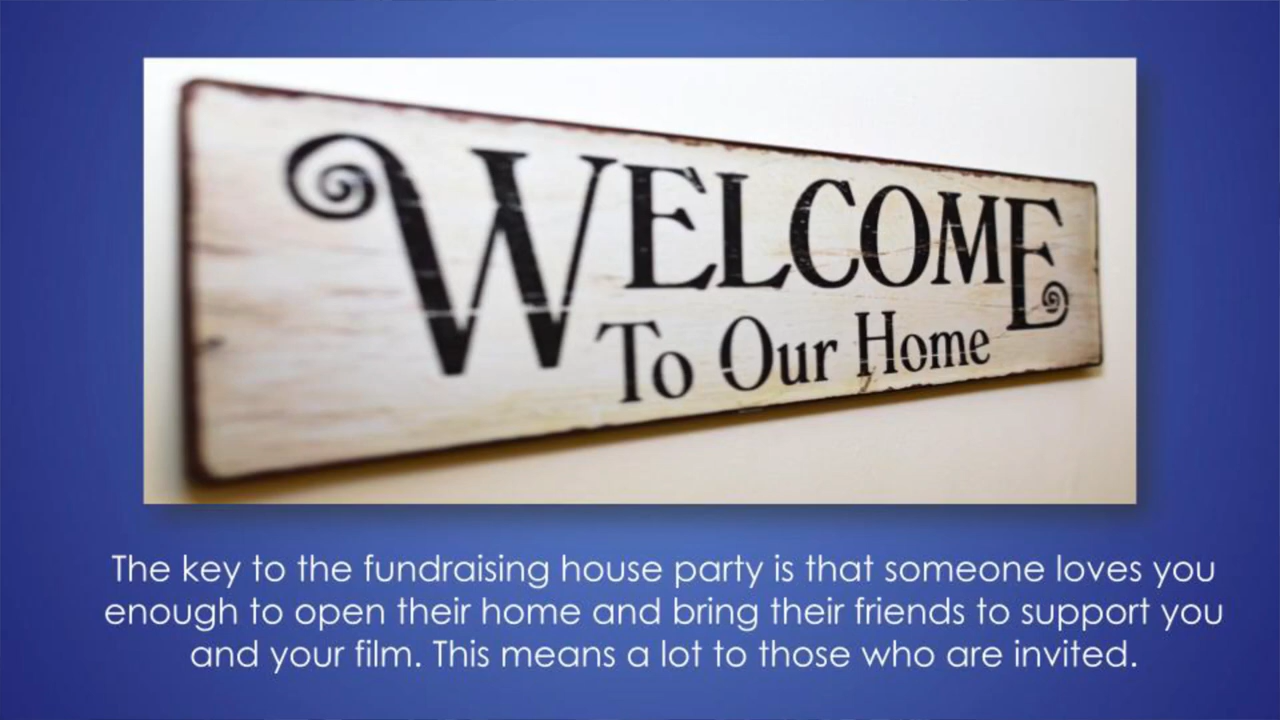 WELCOME
To Our Home
The key to the fundraising house party is that someone loves you
enough to open their home and bring their friends to support you
and your film. This means a lot to those who are invited.